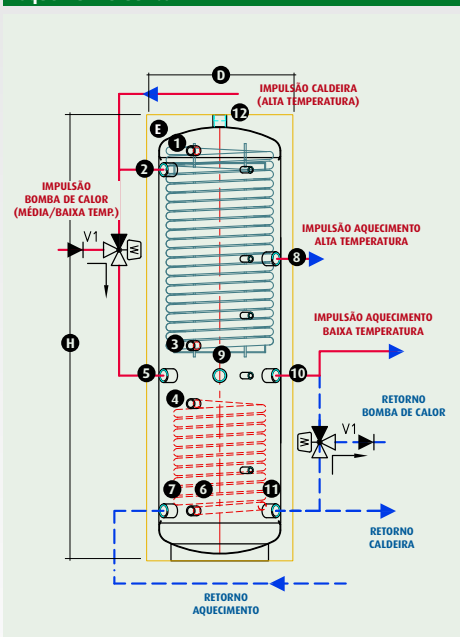 D
IMPULSÃO CALDEIRA
(ALTA TEMPERATURA)
12
E
1
2
IMPULSÃO
BOMBA DE CALOR
(MÉDIA/BAIXA TEMP.)
V1
M
IMPULSÃO AQUECIMENTO
ALTA TEMPERATURA
8
H
3
IMPULSÃO AQUECIMENTO
BAIXA TEMPERATURA
9
5
10
4
RETORNO
BOMBA DE CALOR
V1
M
7
6
11
RETORNO
CALDEIRA
RETORNO
AQUECIMENTO